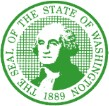 THE SEAL OF THE STATE OF WASHINGTON
1889